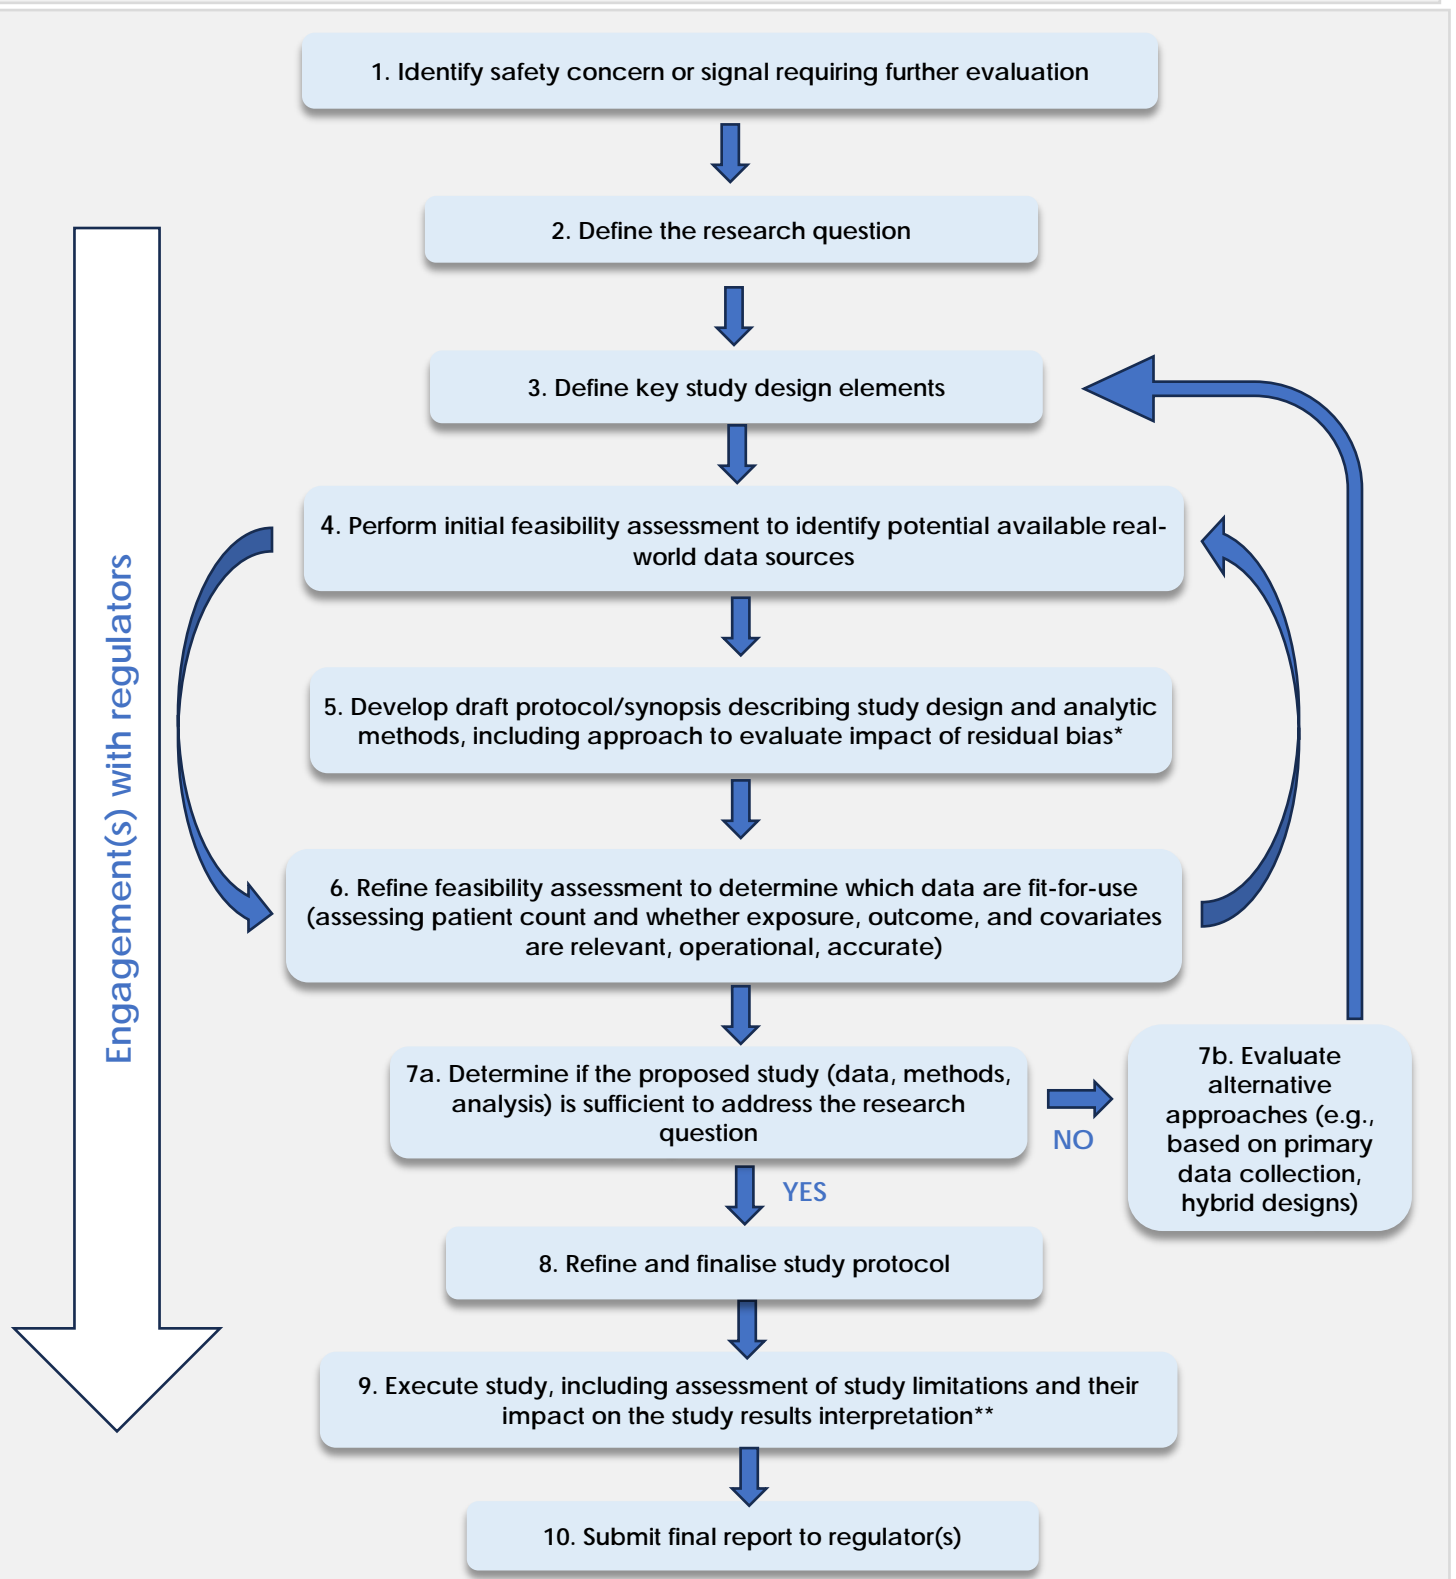 1. Identify safety concern or signal requiring further evaluation
2. Define the research question
3. Define key study design elements
4. Perform initial feasibility assessment to identify potential available real-
world data sources
5. Develop draft protocol/synopsis describing study design and analytic
methods, including approach to evaluate impact of residual bias*
6. Refine feasibility assessment to determine which data are fit-for-use
(assessing patient count and whether exposure, outcome, and covariates
are relevant, operational, accurate)
7a. Determine if the proposed study (data, methods,
analysis) is sufficient to address the research
question
NO
7b. Evaluate
alternative
approaches (e.g.,
based on primary
data collection,
hybrid designs)
YES
8. Refine and finalise study protocol
9. Execute study, including assessment of study limitations and their
impact on the study results interpretation**
10. Submit final report to regulator(s)
Engagement(s) with regulators